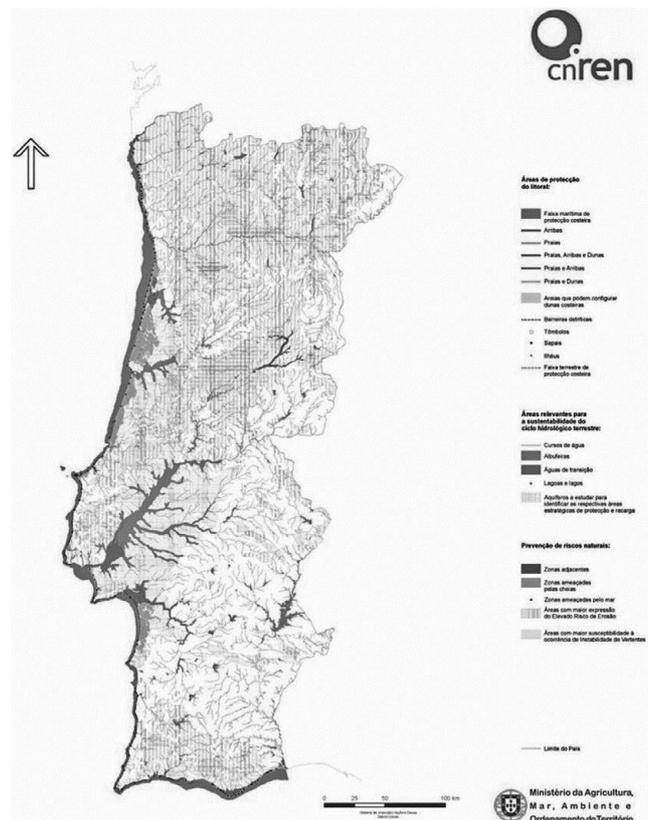 cnren
Áreas de protecção
do litoral:
Faixa marítima de
protecção costeira
Arribas
Praias
Praias, Arribas e Dunas
Praias e Arribas
Praias e Dunas
Áreas que podem configurar
dunas costeiras
Barreiras detríticas
Tômbolos
Sapais
Ilhéus
Faixa terrestre de
protecção costeira
Áreas relevantes para
a sustentabilidade do
ciclo hidrológico terrestre:
Cursos de água
Albufeiras
Águas de transição
Lagoas e lagos
Aquíferos a estudar para
identificar as respectivas áreas
estratégicas de protecção e recarga
Prevenção de riscos naturais:
Zonas adjacentes
Zonas ameaçadas
pelas cheias
Zonas ameaçadas pelo mar
Áreas com maior expressão
do Elevado Risco de Erosão
Áreas com maior susceptibilidade à
ocorrência de Instabilidade de Vertentes
Limite do País
0 25 50 100 km
Ministério da Agricultura,
Mar, Ambiente e
Ordenamento do Território